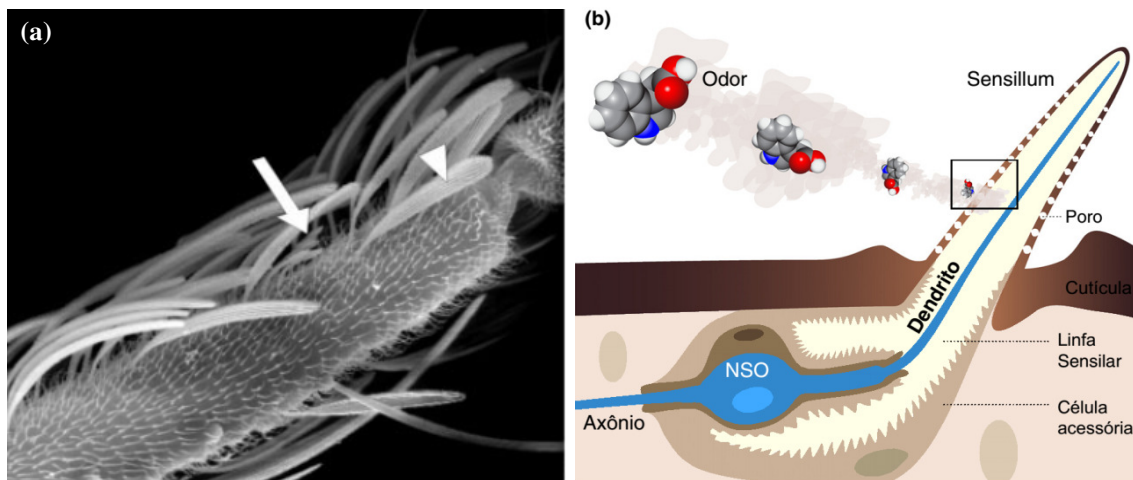 (a)
(b)
Odor
Sensillum
Poro
Cutícula
Dendrito
Linfa
Sensilar
NSO
Célula
acessória
Axônio